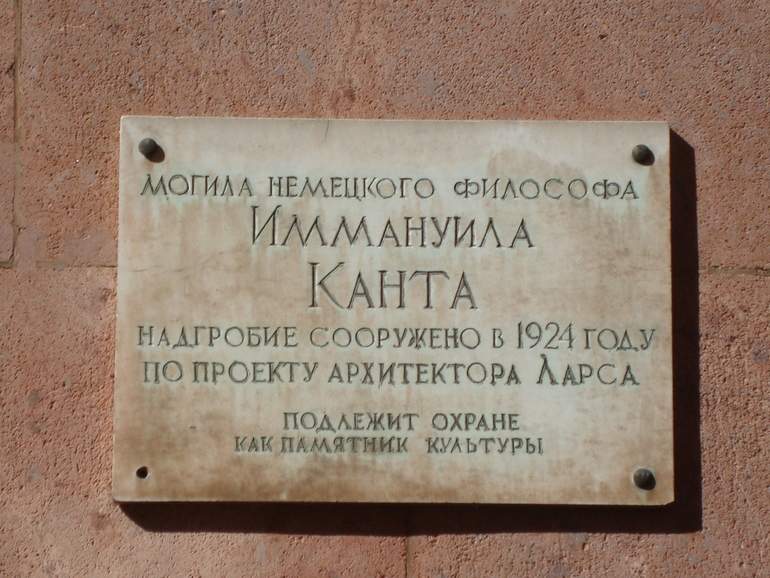 МОГИЛА НЕМЕЦКОГО ФИЛОСОФА
ИММАНУИЛА
КАНТА
НАДГРОБИЕ СООРУЖЕНО В 1924 ГОДУ
ПО ПРОЕКТУ АРХИТЕКТОРА ЛАРСА
ПОДЛЕЖИТ ОХРАНЕ
КАК ПАМЯТНИК КУЛЬТУРЫ